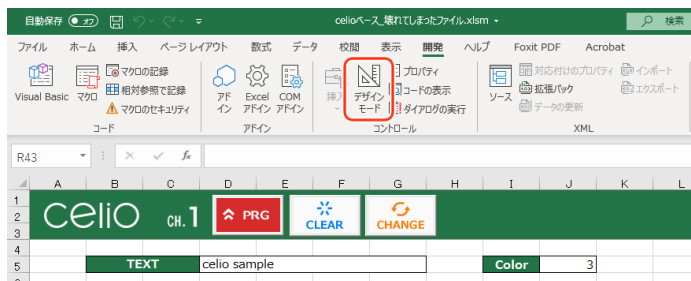 自動保存 オフ celioベース_壊れてしまったファイル.xlsm 検索
ファイル ホーム 挿入 ページ レイアウト 数式 データ 校閲 表示 開発 ヘルプ Foxit PDF Acrobat
Visual Basic マクロ マクロの記録 相対参照で記録 マクロのセキュリティ
コード
アド
イン
Excel
アドイン
COM
アドイン
アドイン
挿入
デザイン
モード
プロパティ
コードの表示
ダイアログの実行
コントロール
ソース
対応付けのプロパティ
拡張パック
データの更新
インポート
エクスポート
XML
R43 fx
A B C D E F G H I J K L
1
2
3
4
5
celio CH.1 PRG CLEAR CHANGE
TEXT celio sample Color 3